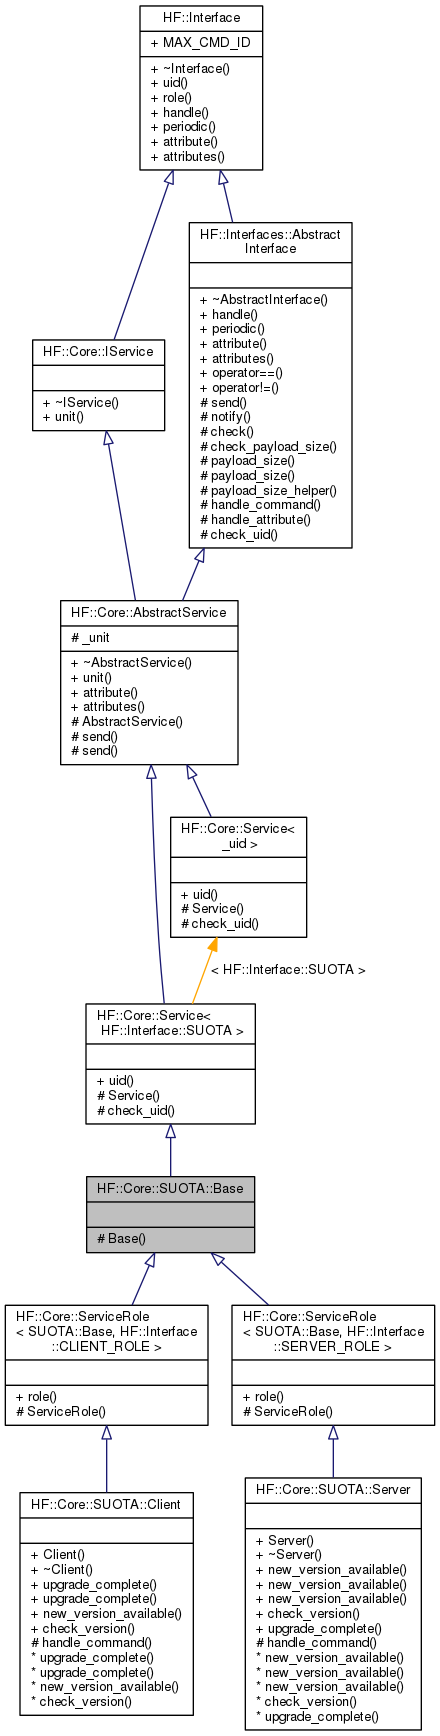 HF::Interface
+ MAX_CMD_ID
+ ~Interface()
+ uid()
+ role()
+ handle()
+ periodic()
+ attribute()
+ attributes()
HF::Interfaces::Abstract
Interface
+ ~AbstractInterface()
+ handle()
+ periodic()
+ attribute()
+ attributes()
+ operator==()
+ operator!=()
# send()
# notify()
# check()
# check_payload_size()
# payload_size()
# payload_size()
# payload_size_helper()
# handle_command()
# handle_attribute()
# check_uid()
HF::Core::IService
+ ~IService()
+ unit()
HF::Core::AbstractService
# _unit
+ ~AbstractService()
+ unit()
+ attribute()
+ attributes()
# AbstractService()
# send()
# send()
HF::Core::Service<
_uid >
+ uid()
# Service()
# check_uid()
< HF::Interface::SUOTA >
HF::Core::Service<
HF::Interface::SUOTA >
+ uid()
# Service()
# check_uid()
HF::Core::SUOTA::Base
# Base()
HF::Core::ServiceRole
< SUOTA::Base, HF::Interface
::CLIENT_ROLE >
+ role()
# ServiceRole()
HF::Core::ServiceRole
< SUOTA::Base, HF::Interface
::SERVER_ROLE >
+ role()
# ServiceRole()
HF::Core::SUOTA::Client
+ Client()
+ ~Client()
+ upgrade_complete()
+ upgrade_complete()
+ new_version_available()
+ check_version()
# handle_command()
* upgrade_complete()
* upgrade_complete()
* new_version_available()
* check_version()
HF::Core::SUOTA::Server
+ Server()
+ ~Server()
+ new_version_available()
+ new_version_available()
+ new_version_available()
+ check_version()
+ upgrade_complete()
# handle_command()
* new_version_available()
* new_version_available()
* new_version_available()
* check_version()
* upgrade_complete()